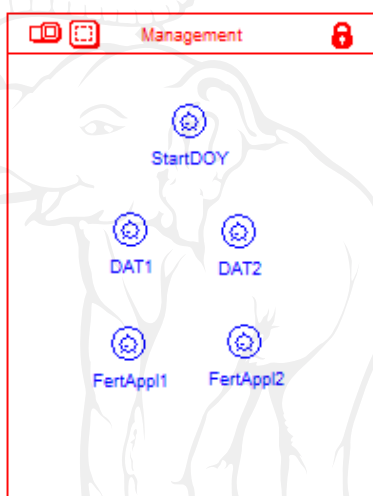 Management
StartDOY
DAT1
DAT2
FertAppl1
FertAppl2